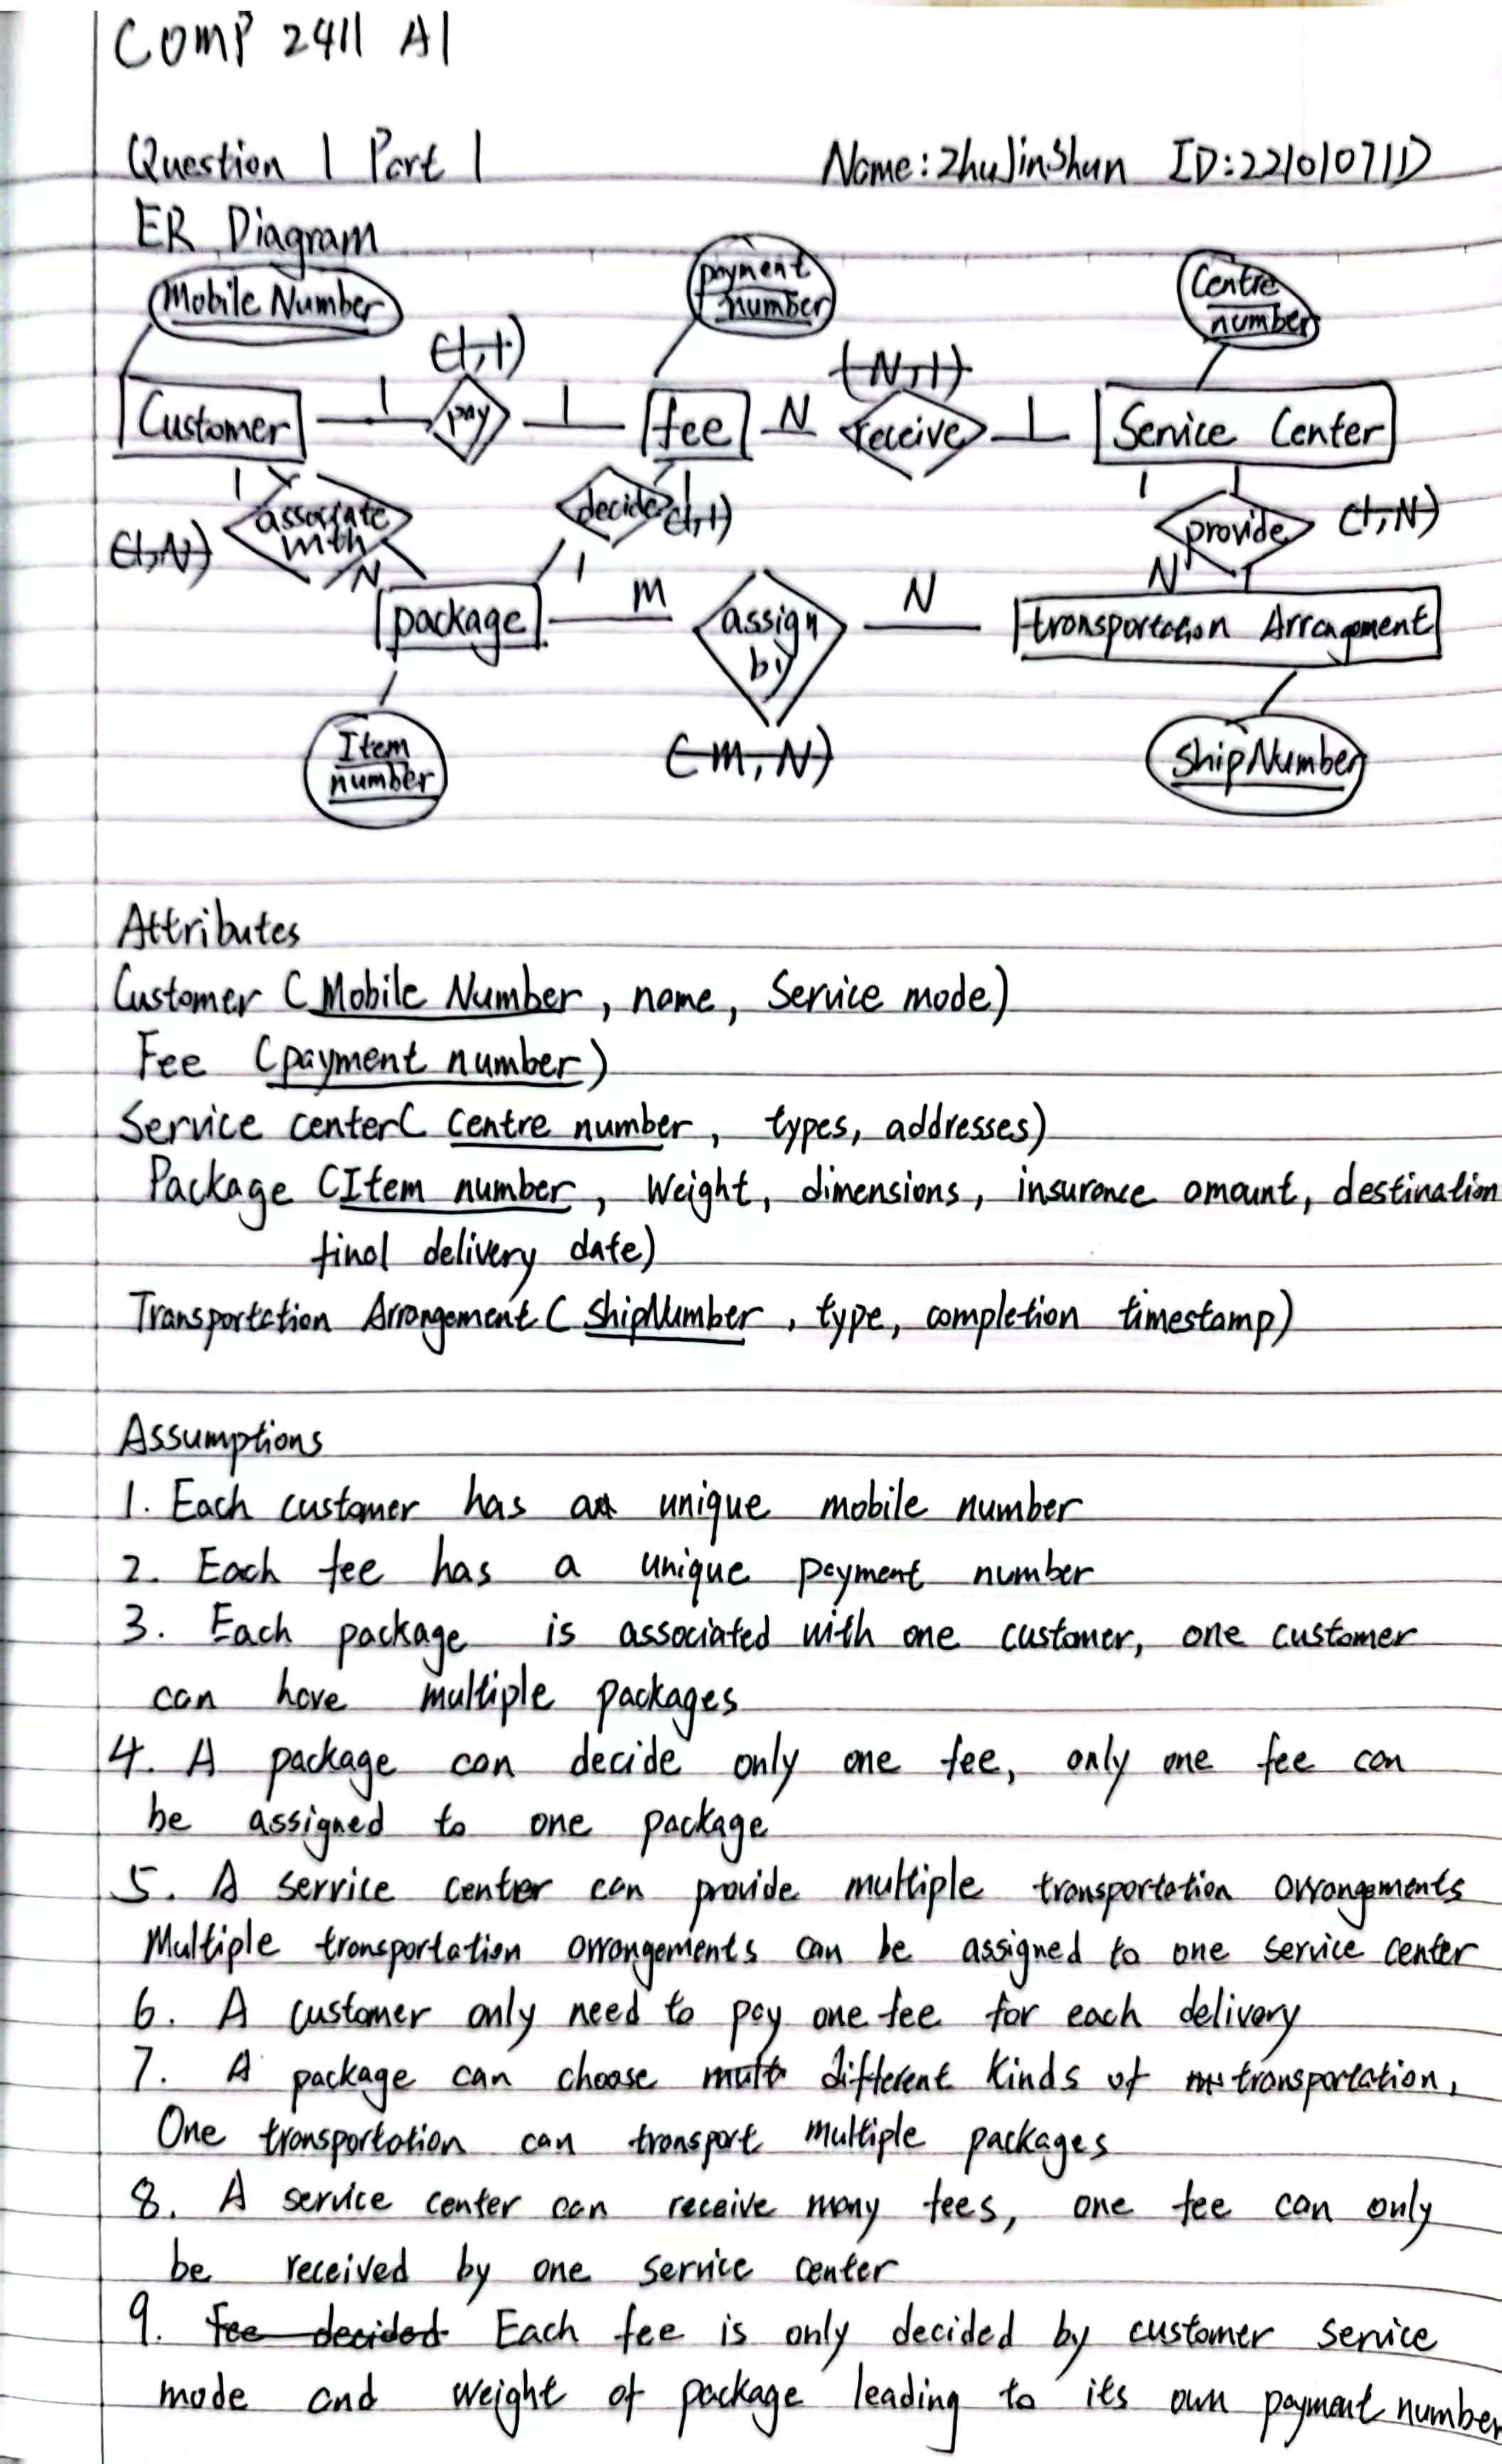 COMP 2411 A1
Question 1 Part 1 Name: ZhuJinShun ID: 22101071D
ER Diagram
Mobile Number payment number Centre number
(1,1) (N,1)
Customer 1 pay 1 fee N receive 1 Service Center
1 associate with N (1,N) decide 1 (1,1) 1 provide N (1,N)
package M assign by N transportation Arrangement
Item number (M,N) ShipNumber
Attributes
Customer (Mobile Number, name, Service mode)
Fee (payment number)
Service center( Centre number, types, addresses)
Package (Item number, Weight, dimensions, insurance amount, destination
final delivery date)
Transportation Arrangement ( ShipNumber, type, completion timestamp)
Assumptions
1. Each customer has a unique mobile number
2. Each fee has a unique payment number
3. Each package is associated with one customer, one customer
can have multiple packages
4. A package can decide only one fee, only one fee can
be assigned to one package
5. A service center can provide multiple transportation arrangements
Multiple transportation arrangements can be assigned to one service center
6. A customer only need to pay one fee for each delivery
7. A package can choose mult different kinds of transportation,
One transportation can transport multiple packages
8. A service center can receive many fees, one fee can only
be received by one service center
9. Fee decided Each fee is only decided by customer service
mode and weight of package leading to its own payment number